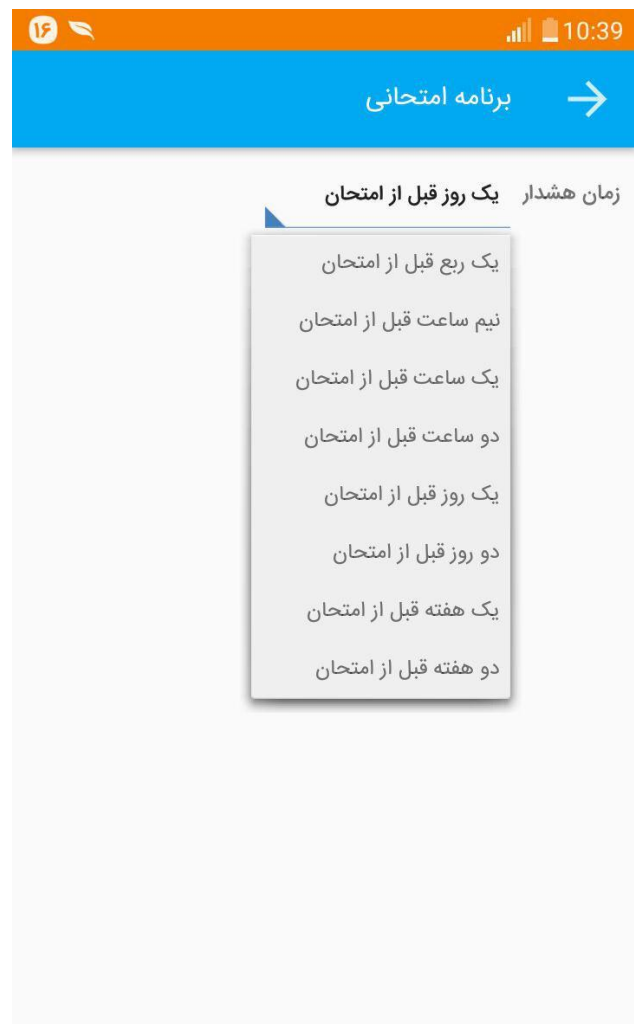 ۱۶ 10:39
برنامه امتحانی
زمان هشدار یک روز قبل از امتحان
یک ربع قبل از امتحان
نیم ساعت قبل از امتحان
یک ساعت قبل از امتحان
دو ساعت قبل از امتحان
یک روز قبل از امتحان
دو روز قبل از امتحان
یک هفته قبل از امتحان
دو هفته قبل از امتحان